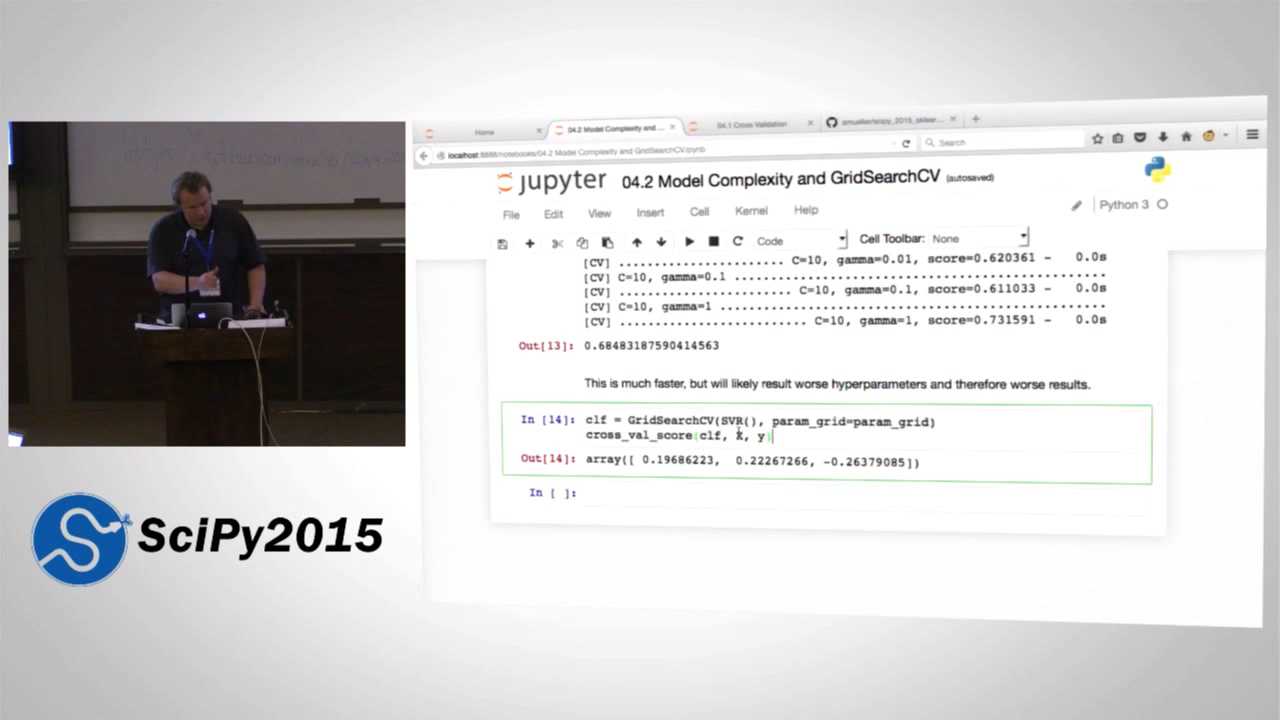 Home
04.2 Model Complexity and ...
04.1 Cross Validation
amueller/scipy_2015_sklear...
localhost:8888/notebooks/04.2 Model Complexity and GridSearchCV.ipynb
Search
jupyter 04.2 Model Complexity and GridSearchCV (autosaved)
File Edit View Insert Cell Kernel Help
Python 3
Code
Cell Toolbar: None
[CV] ....................... C=10, gamma=0.01, score=0.620361 - 0.0s
[CV] C=10, gamma=0.1 ....................................................
[CV] ........................ C=10, gamma=0.1, score=0.611033 - 0.0s
[CV] C=10, gamma=1 ......................................................
[CV] .......................... C=10, gamma=1, score=0.731591 - 0.0s
Out[13]: 0.68483187590414563
This is much faster, but will likely result worse hyperparameters and therefore worse results.
In [14]: clf = GridSearchCV(SVR(), param_grid=param_grid)
cross_val_score(clf, X, y)
Out[14]: array([ 0.19686223, 0.22267266, -0.26379085])
In [ ]:
SciPy2015